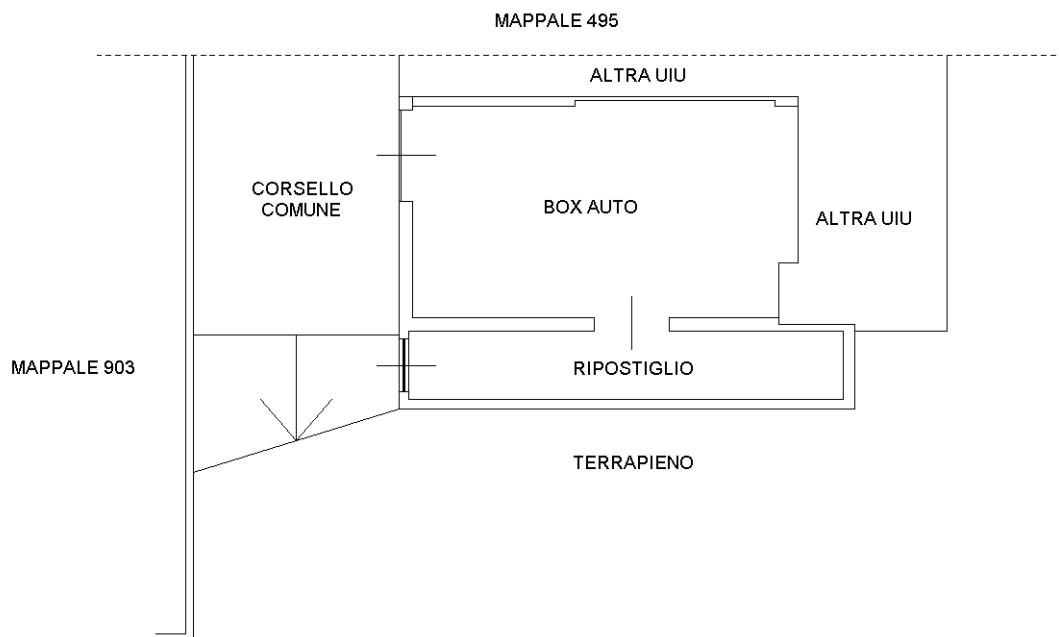 MAPPALE 495
ALTRA UIU
CORSELLO
COMUNE
BOX AUTO
ALTRA UIU
MAPPALE 903
RIPOSTIGLIO
TERRAPIENO